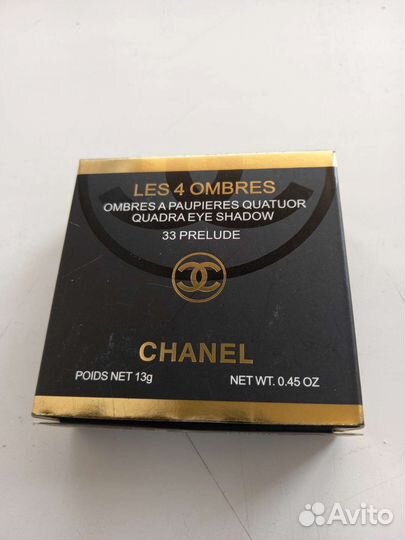 LES 4 OMBRES
OMBRES A PAUPIERES QUATUOR
QUADRA EYE SHADOW
33 PRELUDE
CHANEL
POIDS NET 13g
NET WT. 0.45 OZ
Avito